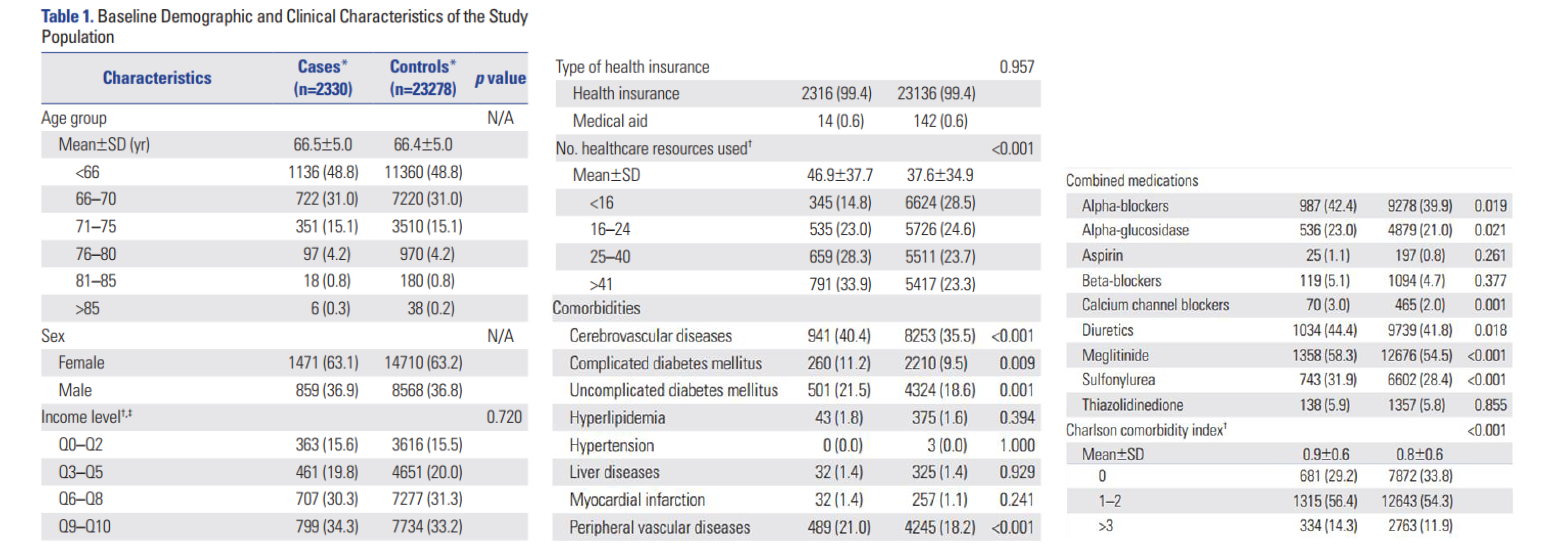 Table 1. Baseline Demographic and Clinical Characteristics of the Study
Population
Characteristics Cases* (n=2330) Controls* (n=23278) p value
Age group N/A
Mean±SD (yr) 66.5±5.0 66.4±5.0
<66 1136 (48.8) 11360 (48.8)
66–70 722 (31.0) 7220 (31.0)
71–75 351 (15.1) 3510 (15.1)
76–80 97 (4.2) 970 (4.2)
81–85 18 (0.8) 180 (0.8)
>85 6 (0.3) 38 (0.2)
Sex N/A
Female 1471 (63.1) 14710 (63.2)
Male 859 (36.9) 8568 (36.8)
Income level†,‡ 0.720
Q0–Q2 363 (15.6) 3616 (15.5)
Q3–Q5 461 (19.8) 4651 (20.0)
Q6–Q8 707 (30.3) 7277 (31.3)
Q9–Q10 799 (34.3) 7734 (33.2)
Type of health insurance 0.957
Health insurance 2316 (99.4) 23136 (99.4)
Medical aid 14 (0.6) 142 (0.6)
No. healthcare resources used† <0.001
Mean±SD 46.9±37.7 37.6±34.9
<16 345 (14.8) 6624 (28.5)
16–24 535 (23.0) 5726 (24.6)
25–40 659 (28.3) 5511 (23.7)
>41 791 (33.9) 5417 (23.3)
Comorbidities
Cerebrovascular diseases 941 (40.4) 8253 (35.5) <0.001
Complicated diabetes mellitus 260 (11.2) 2210 (9.5) 0.009
Uncomplicated diabetes mellitus 501 (21.5) 4324 (18.6) 0.001
Hyperlipidemia 43 (1.8) 375 (1.6) 0.394
Hypertension 0 (0.0) 3 (0.0) 1.000
Liver diseases 32 (1.4) 325 (1.4) 0.929
Myocardial infarction 32 (1.4) 257 (1.1) 0.241
Peripheral vascular diseases 489 (21.0) 4245 (18.2) <0.001
Combined medications
Alpha-blockers 987 (42.4) 9278 (39.9) 0.019
Alpha-glucosidase 536 (23.0) 4879 (21.0) 0.021
Aspirin 25 (1.1) 197 (0.8) 0.261
Beta-blockers 119 (5.1) 1094 (4.7) 0.377
Calcium channel blockers 70 (3.0) 465 (2.0) 0.001
Diuretics 1034 (44.4) 9739 (41.8) 0.018
Meglitinide 1358 (58.3) 12676 (54.5) <0.001
Sulfonylurea 743 (31.9) 6602 (28.4) <0.001
Thiazolidinedione 138 (5.9) 1357 (5.8) 0.855
Charlson comorbidity index† <0.001
Mean±SD 0.9±0.6 0.8±0.6
0 681 (29.2) 7872 (33.8)
1–2 1315 (56.4) 12643 (54.3)
>3 334 (14.3) 2763 (11.9)